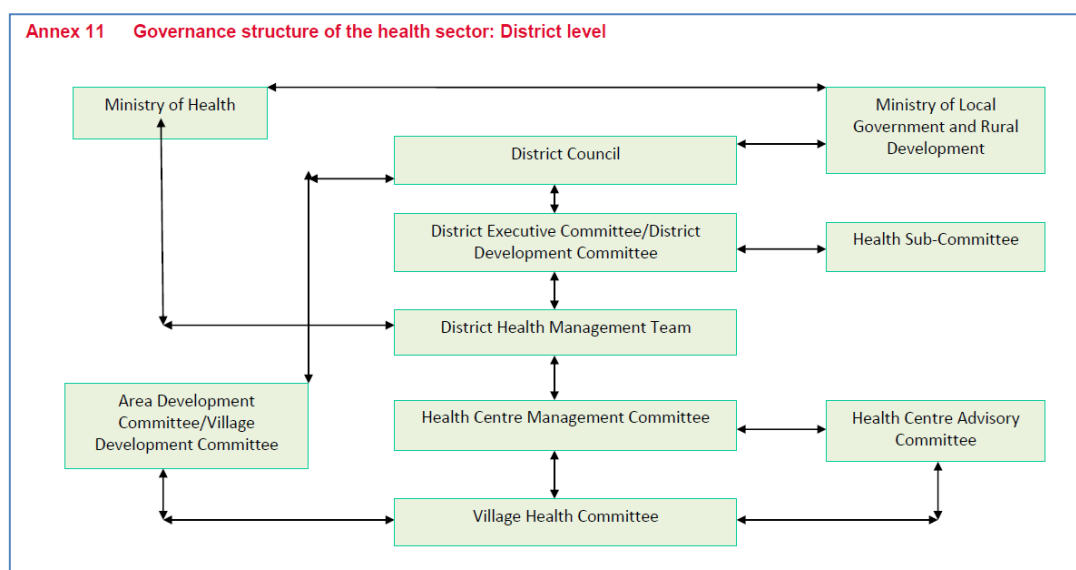 Annex 11 Governance structure of the health sector: District level
Ministry of Health
Ministry of Local
Government and Rural
Development
District Council
District Executive Committee/District
Development Committee
Health Sub-Committee
District Health Management Team
Area Development
Committee/Village
Development Committee
Health Centre Management Committee
Health Centre Advisory
Committee
Village Health Committee